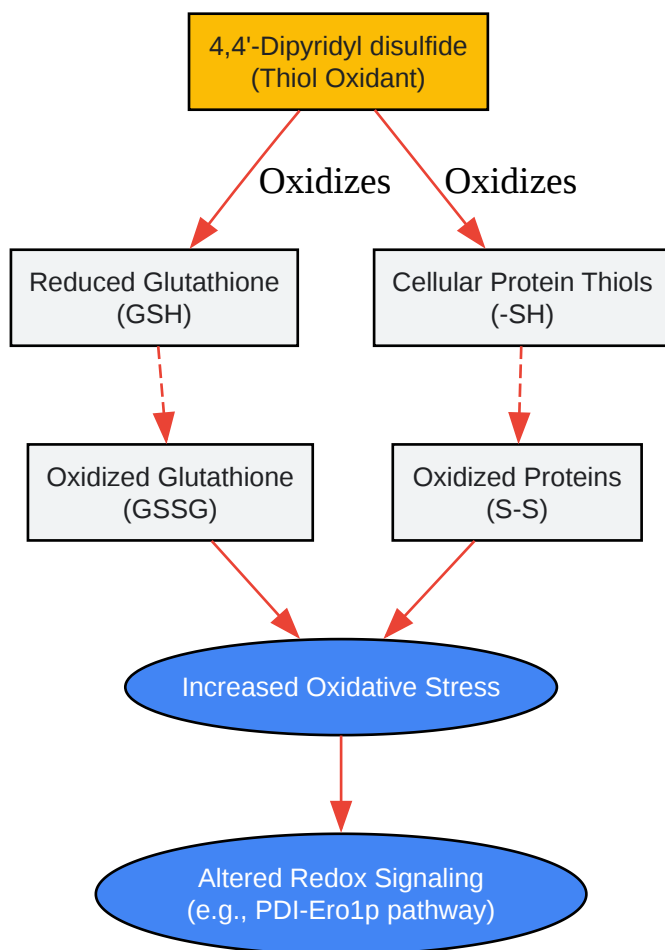 4,4'-Dipyridyl disulfide
(Thiol Oxidant)
Oxidizes
Oxidizes
Reduced Glutathione
(GSH)
Cellular Protein Thiols
(-SH)
Oxidized Glutathione
(GSSG)
Oxidized Proteins
(S-S)
Increased Oxidative Stress
Altered Redox Signaling
(e.g., PDI-Ero1p pathway)